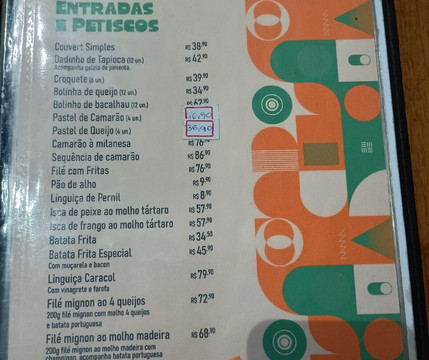 ENTRADAS
E PETISCOS
Couvert Simples R$ 38,90
Dadinho de Tapioca (12 un.) R$ 42,90
Acompanha geleia de pimenta
Croquete (6 un.) R$ 39,90
Bolinha de queijo (12 un.) R$ 34,90
Bolinho de bacalhau (12 un.)
Pastel de Camarão (4 un.)
Pastel de Queijo (4 un.) 36,90
Camarão à milanesa R$
Sequência de camarão R$ 86,90
Filé com Fritas R$ 76,90
Pão de alho R$ 9,90
Linguiça de Pernil R$ 8,90
Isca de peixe ao molho tártaro R$ 57,90
Isca de frango ao molho tártaro R$ 57,90
Batata Frita R$ 34,50
Batata Frita Especial R$ 45,90
Com muçarela e bacon
Linguiça Caracol R$ 79,90
Com vinagrete e farofa
Filé mignon ao 4 queijos R$ 72,90
200g filé mignon com molho 4 queijos
e batata portuguesa
Filé mignon ao molho madeira R$ 68,90
200g filé mignon ao molho madeira com
champignon, acompanha batata portuguesa